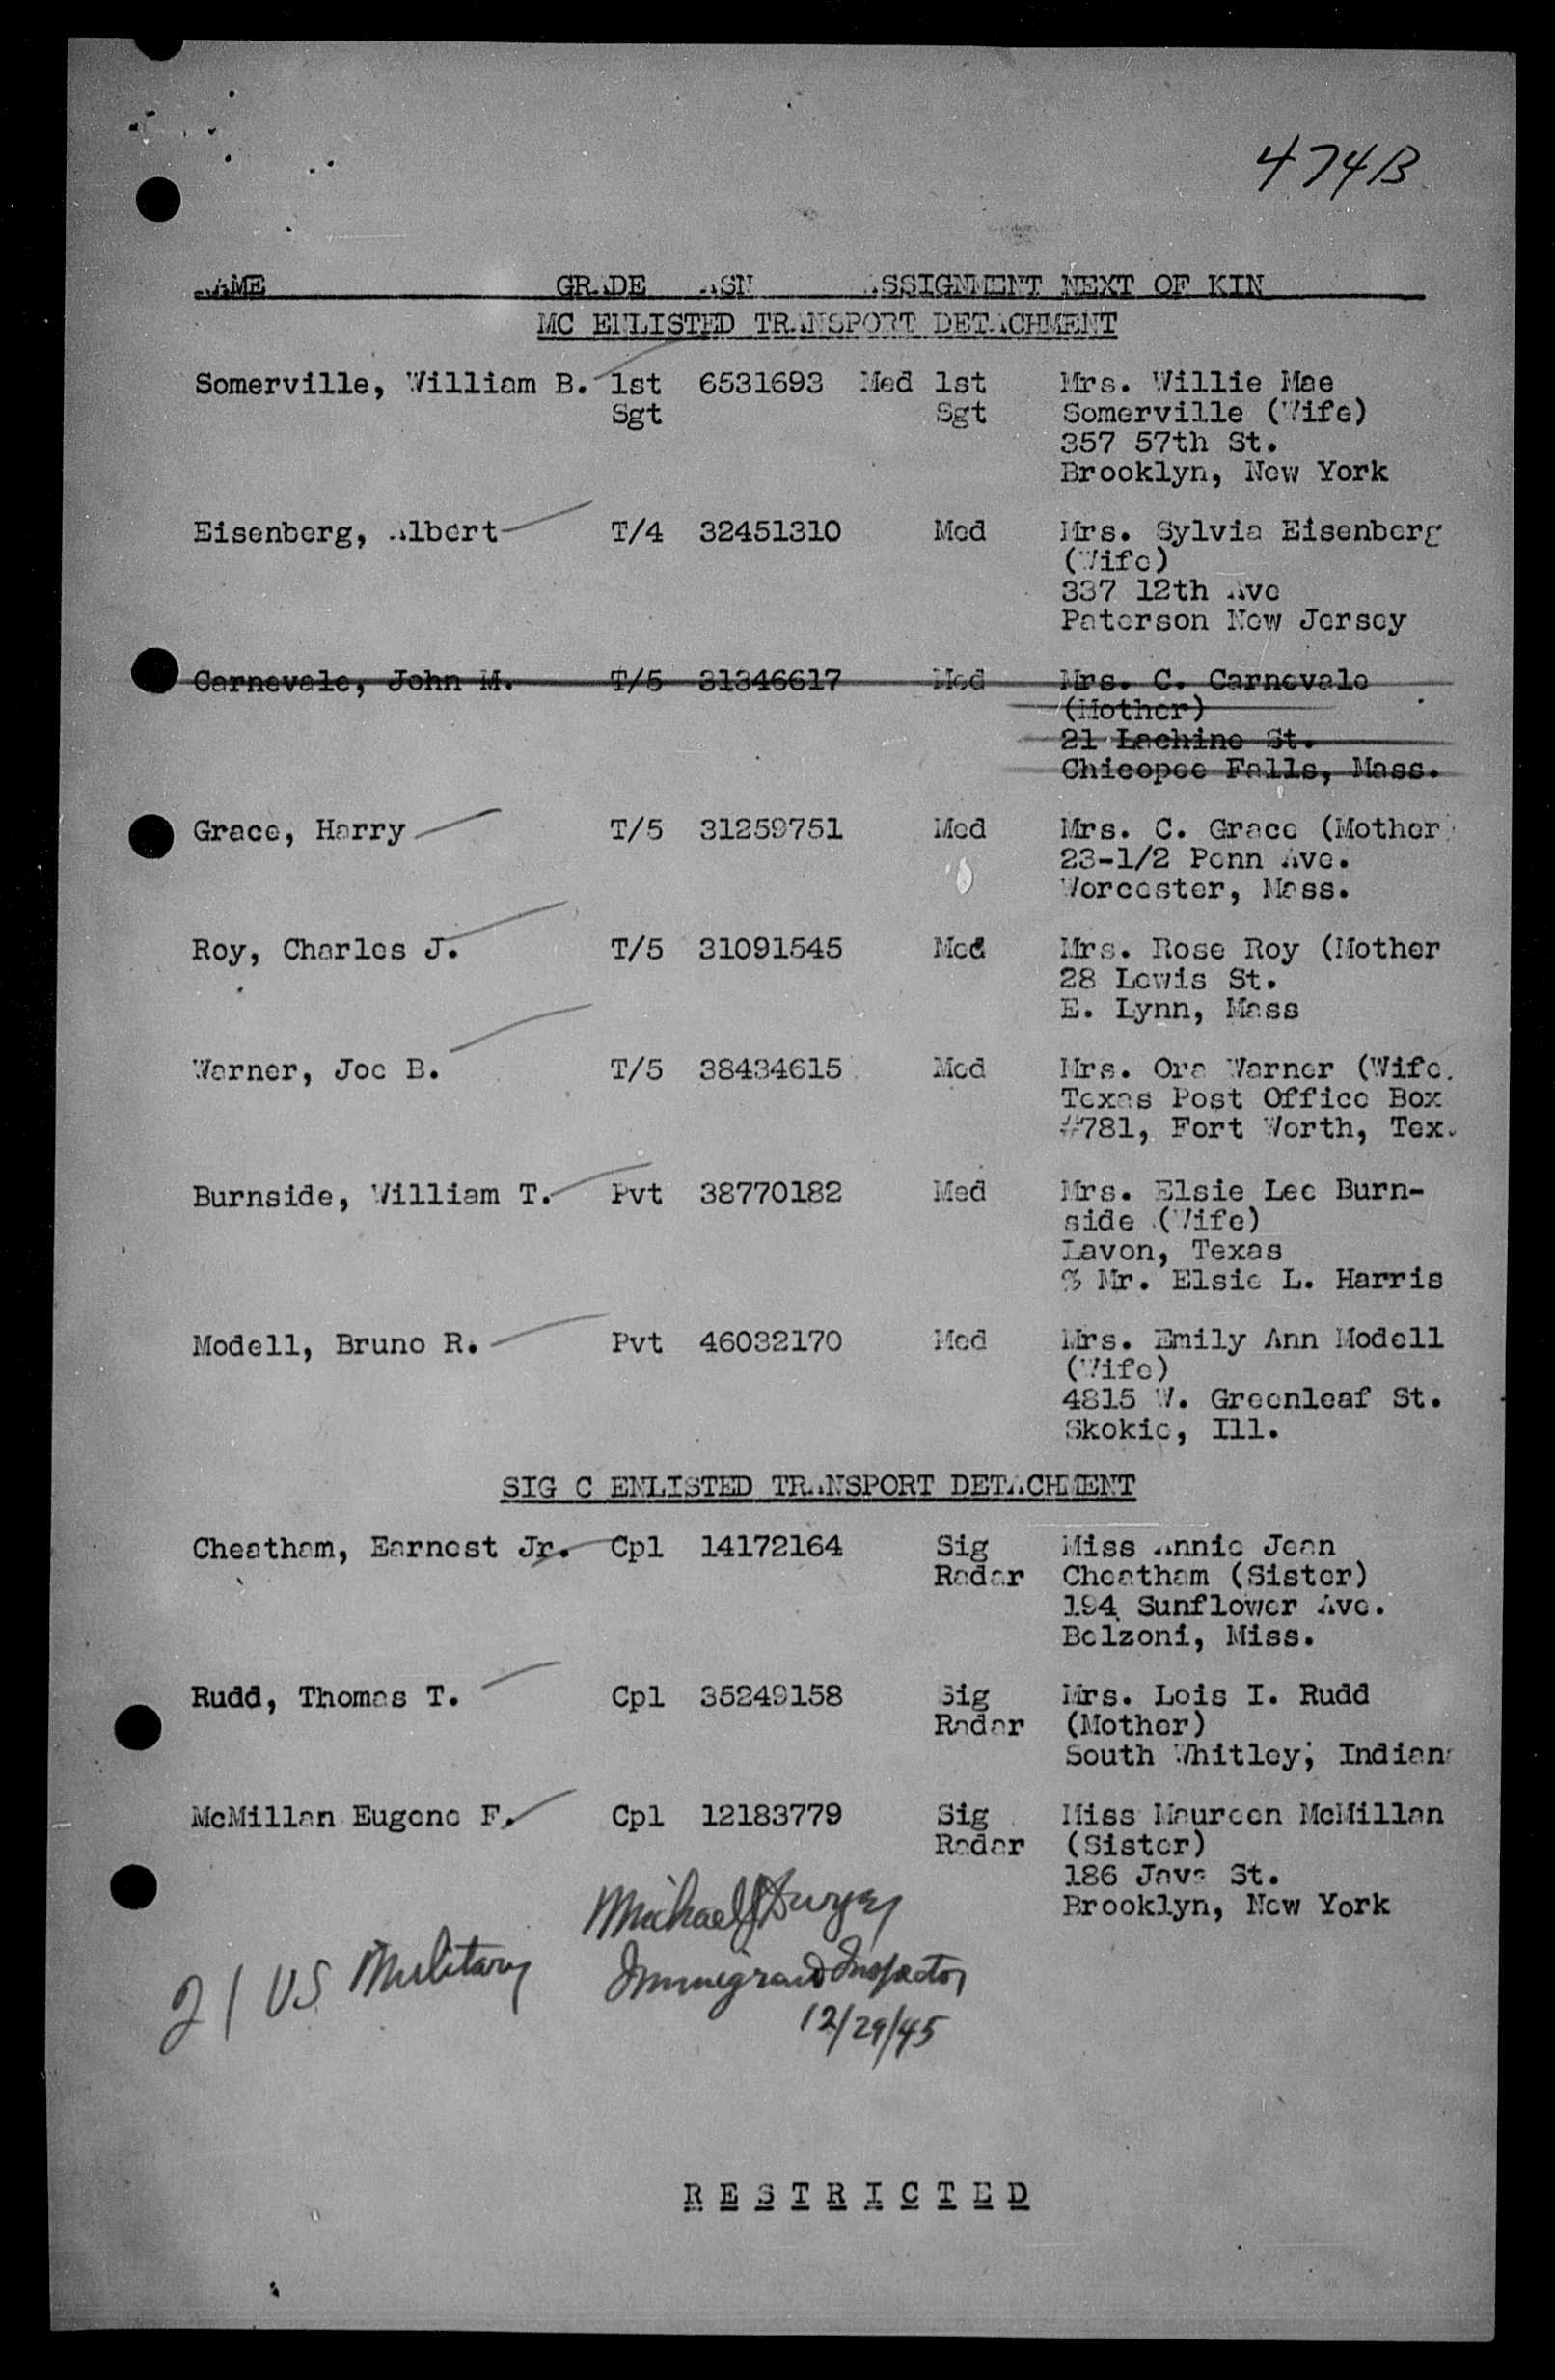 474B
NAME GRADE ASN ASSIGNMENT NEXT OF KIN
MC ENLISTED TRANSPORT DETACHMENT
Somerville, William B. 1st 6531693 Med 1st Mrs. Willie Mae
Sgt Sgt Somerville (Wife)
357 57th St.
Brooklyn, New York
Eisenberg, Albert T/4 32451310 Med Mrs. Sylvia Eisenberg
(Wife)
337 12th Ave
Paterson New Jersey
Carnevale, John M. T/5 31346617 Med Mrs. C. Carnevale
(Mother)
21 Lachine St.
Chicopee Falls, Mass.
Grace, Harry T/5 31259751 Med Mrs. C. Grace (Mother)
23-1/2 Penn Ave.
Worcester, Mass.
Roy, Charles J. T/5 31091545 Med Mrs. Rose Roy (Mother
28 Lewis St.
E. Lynn, Mass
Warner, Joe B. T/5 38434615 Med Mrs. Ora Warner (Wife.
Texas Post Office Box
#781, Fort Worth, Tex.
Burnside, William T. Pvt 38770182 Med Mrs. Elsie Lee Burn-
side (Wife)
Lavon, Texas
% Mr. Elsie L. Harris
Modell, Bruno R. Pvt 46032170 Med Mrs. Emily Ann Modell
(Wife)
4815 W. Greenleaf St.
Skokie, Ill.
SIG C ENLISTED TRANSPORT DETACHMENT
Cheatham, Earnest Jr. Cpl 14172164 Sig Miss Annie Jean
Radar Cheatham (Sister)
194 Sunflower Ave.
Belzoni, Miss.
Rudd, Thomas T. Cpl 35249158 Sig Mrs. Lois I. Rudd
Radar (Mother)
South Whitley, Indiana
McMillan Eugene F. Cpl 12183779 Sig Miss Maureen McMillan
Radar (Sister)
186 Java St.
Brooklyn, New York
Michael
21 US Military
Immigrant Inspector
12/29/45
RESTRICTED